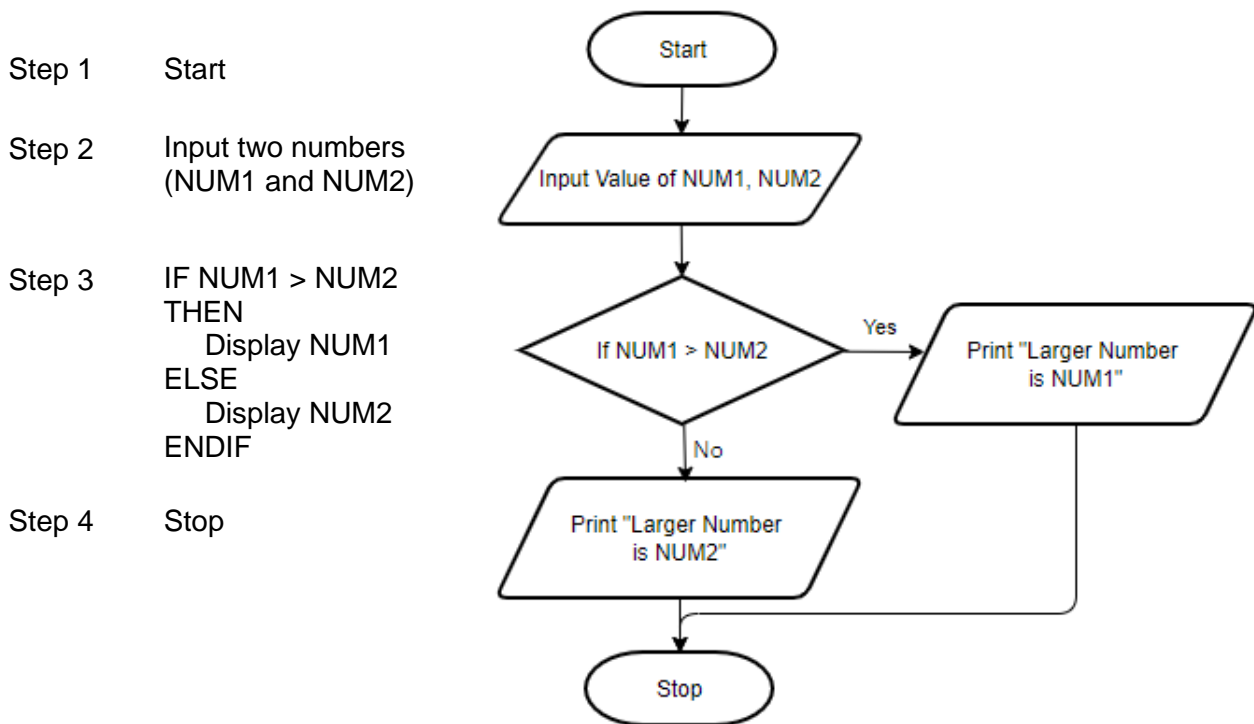 Step 1 Start
Step 2 Input two numbers
(NUM1 and NUM2)
Step 3 IF NUM1 > NUM2
THEN
Display NUM1
ELSE
Display NUM2
ENDIF
Step 4 Stop
Start
Input Value of NUM1, NUM2
If NUM1 > NUM2
Yes
Print "Larger Number
is NUM1"
No
Print "Larger Number
is NUM2"
Stop